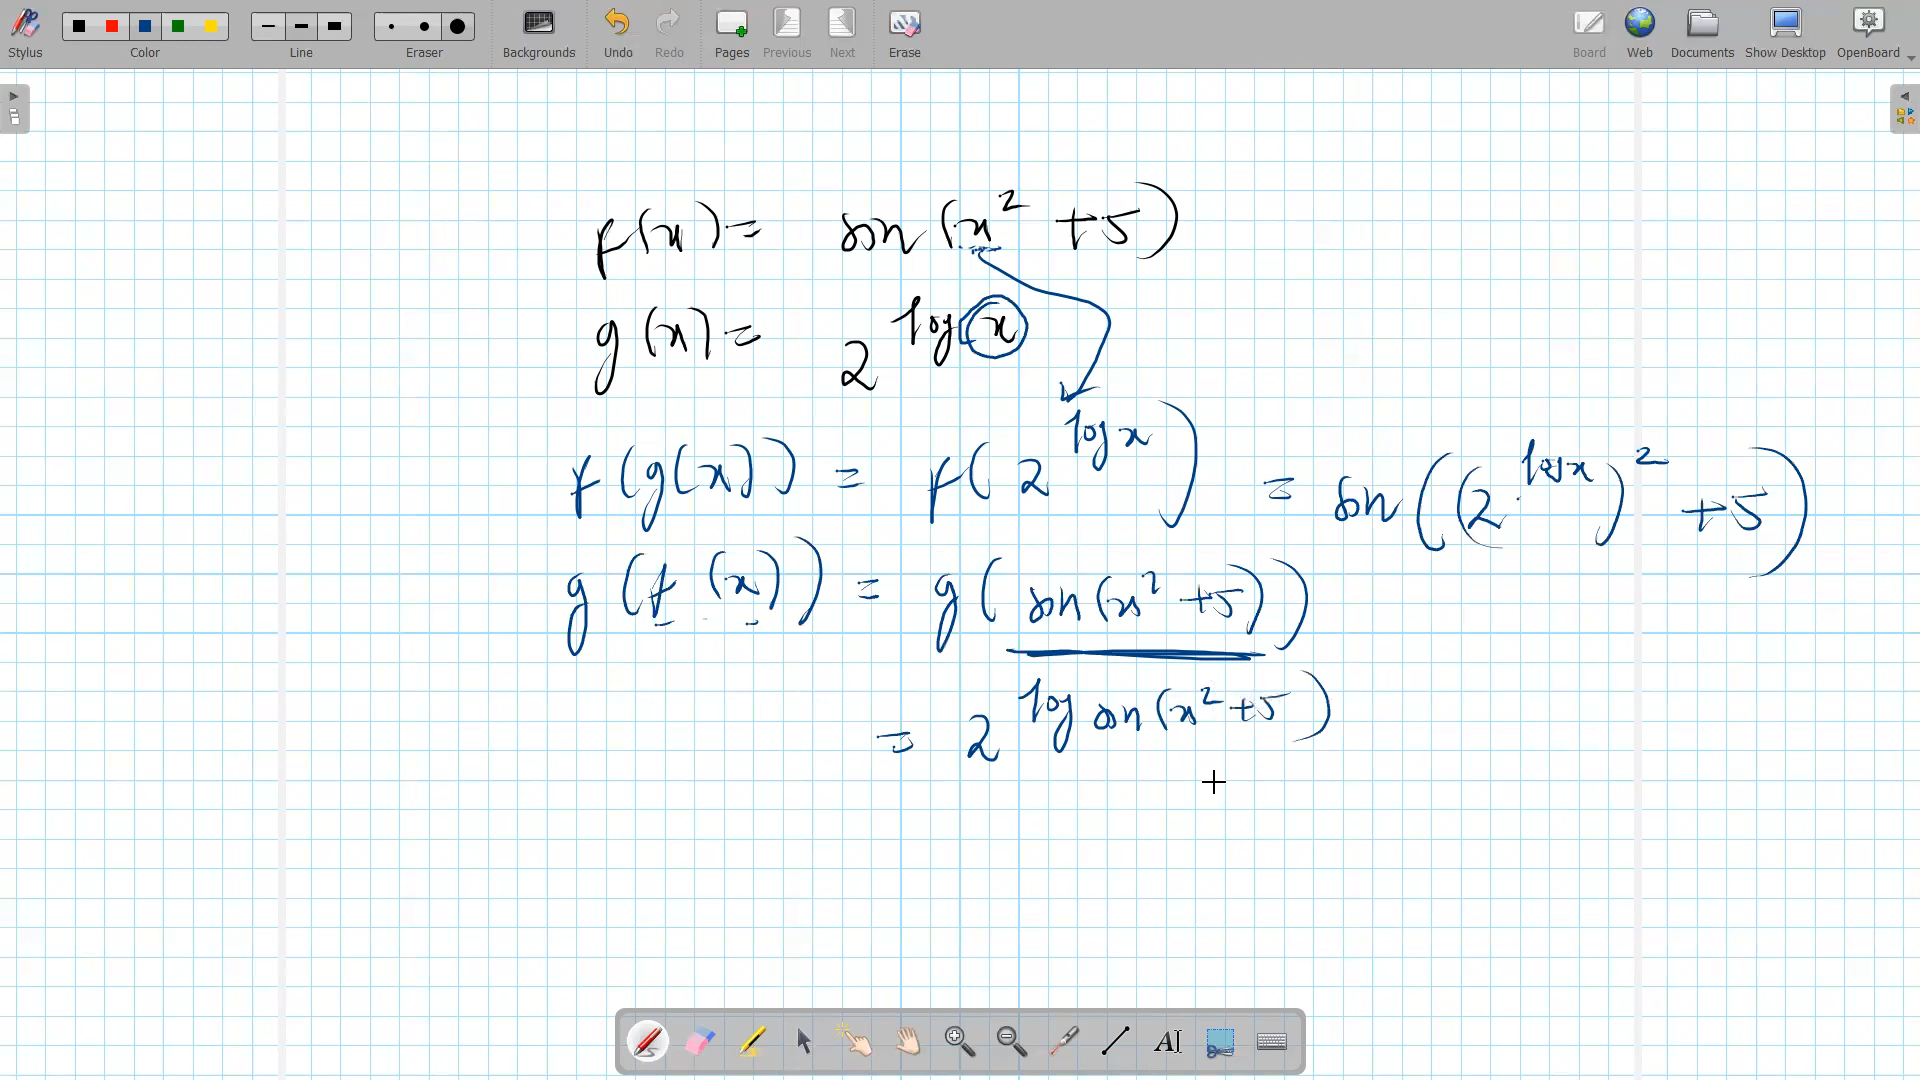 Stylus Color Line Eraser Backgrounds Undo Redo Pages Previous Next Erase Board Web Documents Show Desktop OpenBoard
f(x) = sin(x² + 5)
g(x) = 2^{log x}
f(g(x)) = f(2^{log x}) = sin((2^{log x})² + 5)
g(f(x)) = g(sin(x² + 5))
= 2^{log sin(x² + 5)}